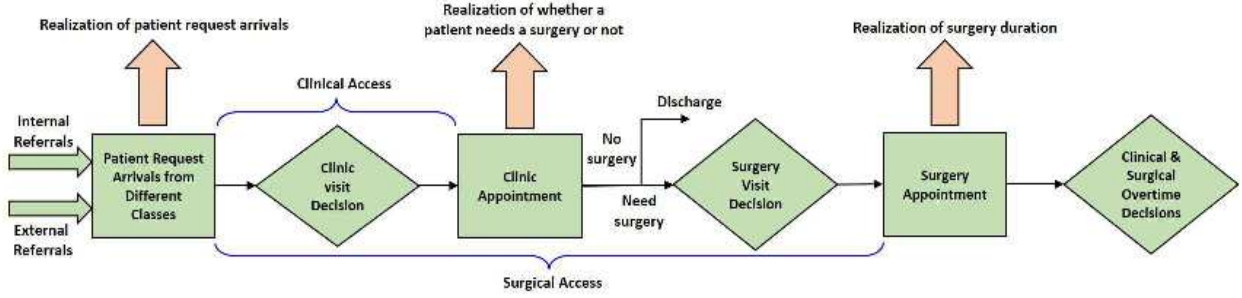 Realization of patient request arrivals
Realization of whether a
patient needs a surgery or not
Realization of surgery duration
Clinical Access
Discharge
Internal
Referrals
External
Referrals
Patient Request
Arrivals from
Different
Classes
Clinic
visit
Decision
Clinic
Appointment
No
surgery
Need
surgery
Surgery
Visit
Decision
Surgery
Appointment
Clinical &
Surgical
Overtime
Decisions
Surgical Access